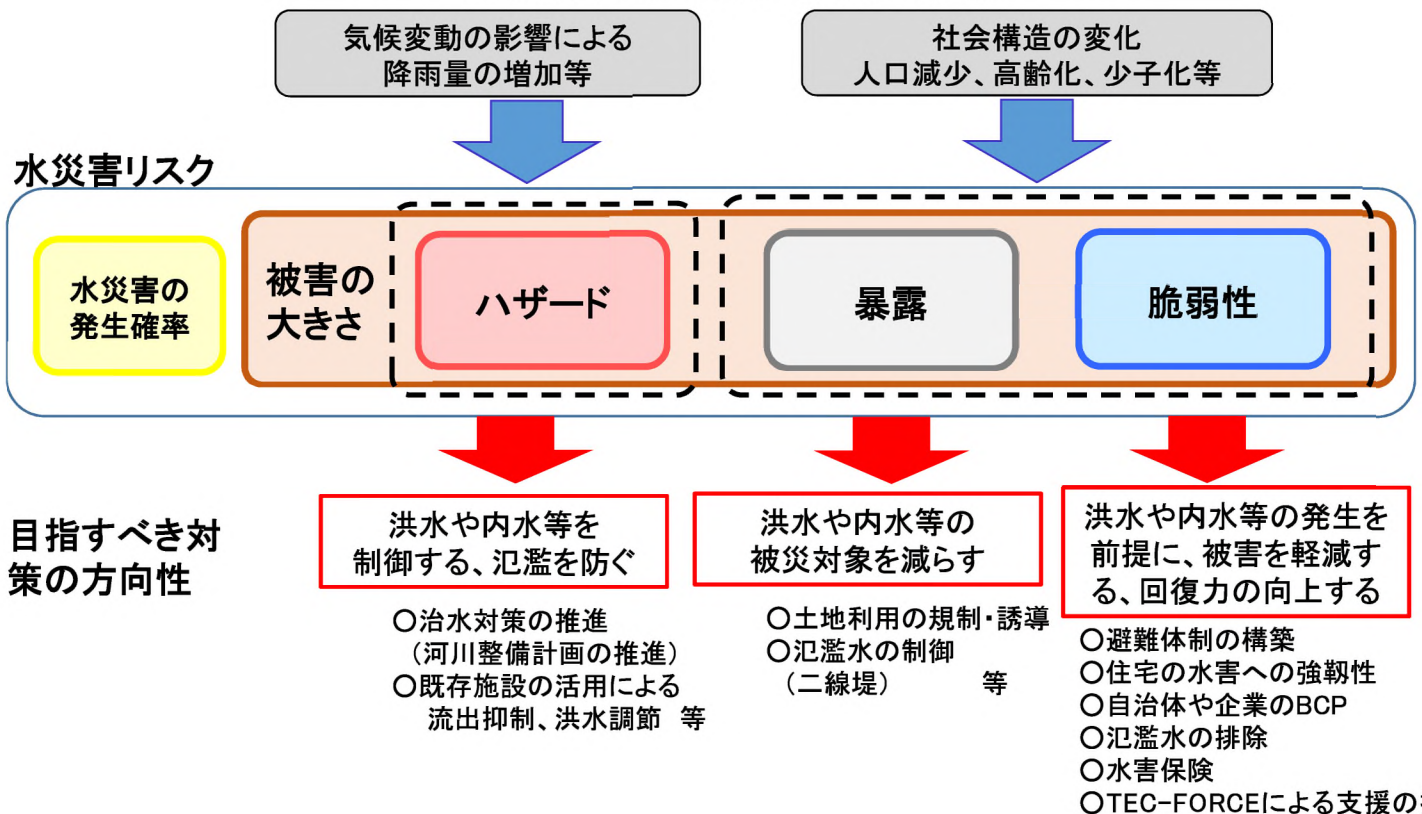 気候変動の影響による
降雨量の増加等
社会構造の変化
人口減少、高齢化、少子化等
水災害リスク
水災害の
発生確率
被害の
大きさ
ハザード
暴露
脆弱性
目指すべき対
策の方向性
洪水や内水等を
制御する、氾濫を防ぐ
○治水対策の推進
(河川整備計画の推進)
○既存施設の活用による
流出抑制、洪水調節 等
洪水や内水等の
被災対象を減らす
○土地利用の規制・誘導
○氾濫水の制御
(二線堤) 等
洪水や内水等の発生を
前提に、被害を軽減す
る、回復力の向上する
○避難体制の構築
○住宅の水害への強靱性
○自治体や企業のBCP
○氾濫水の排除
○水害保険
○TEC-FORCEによる支援の